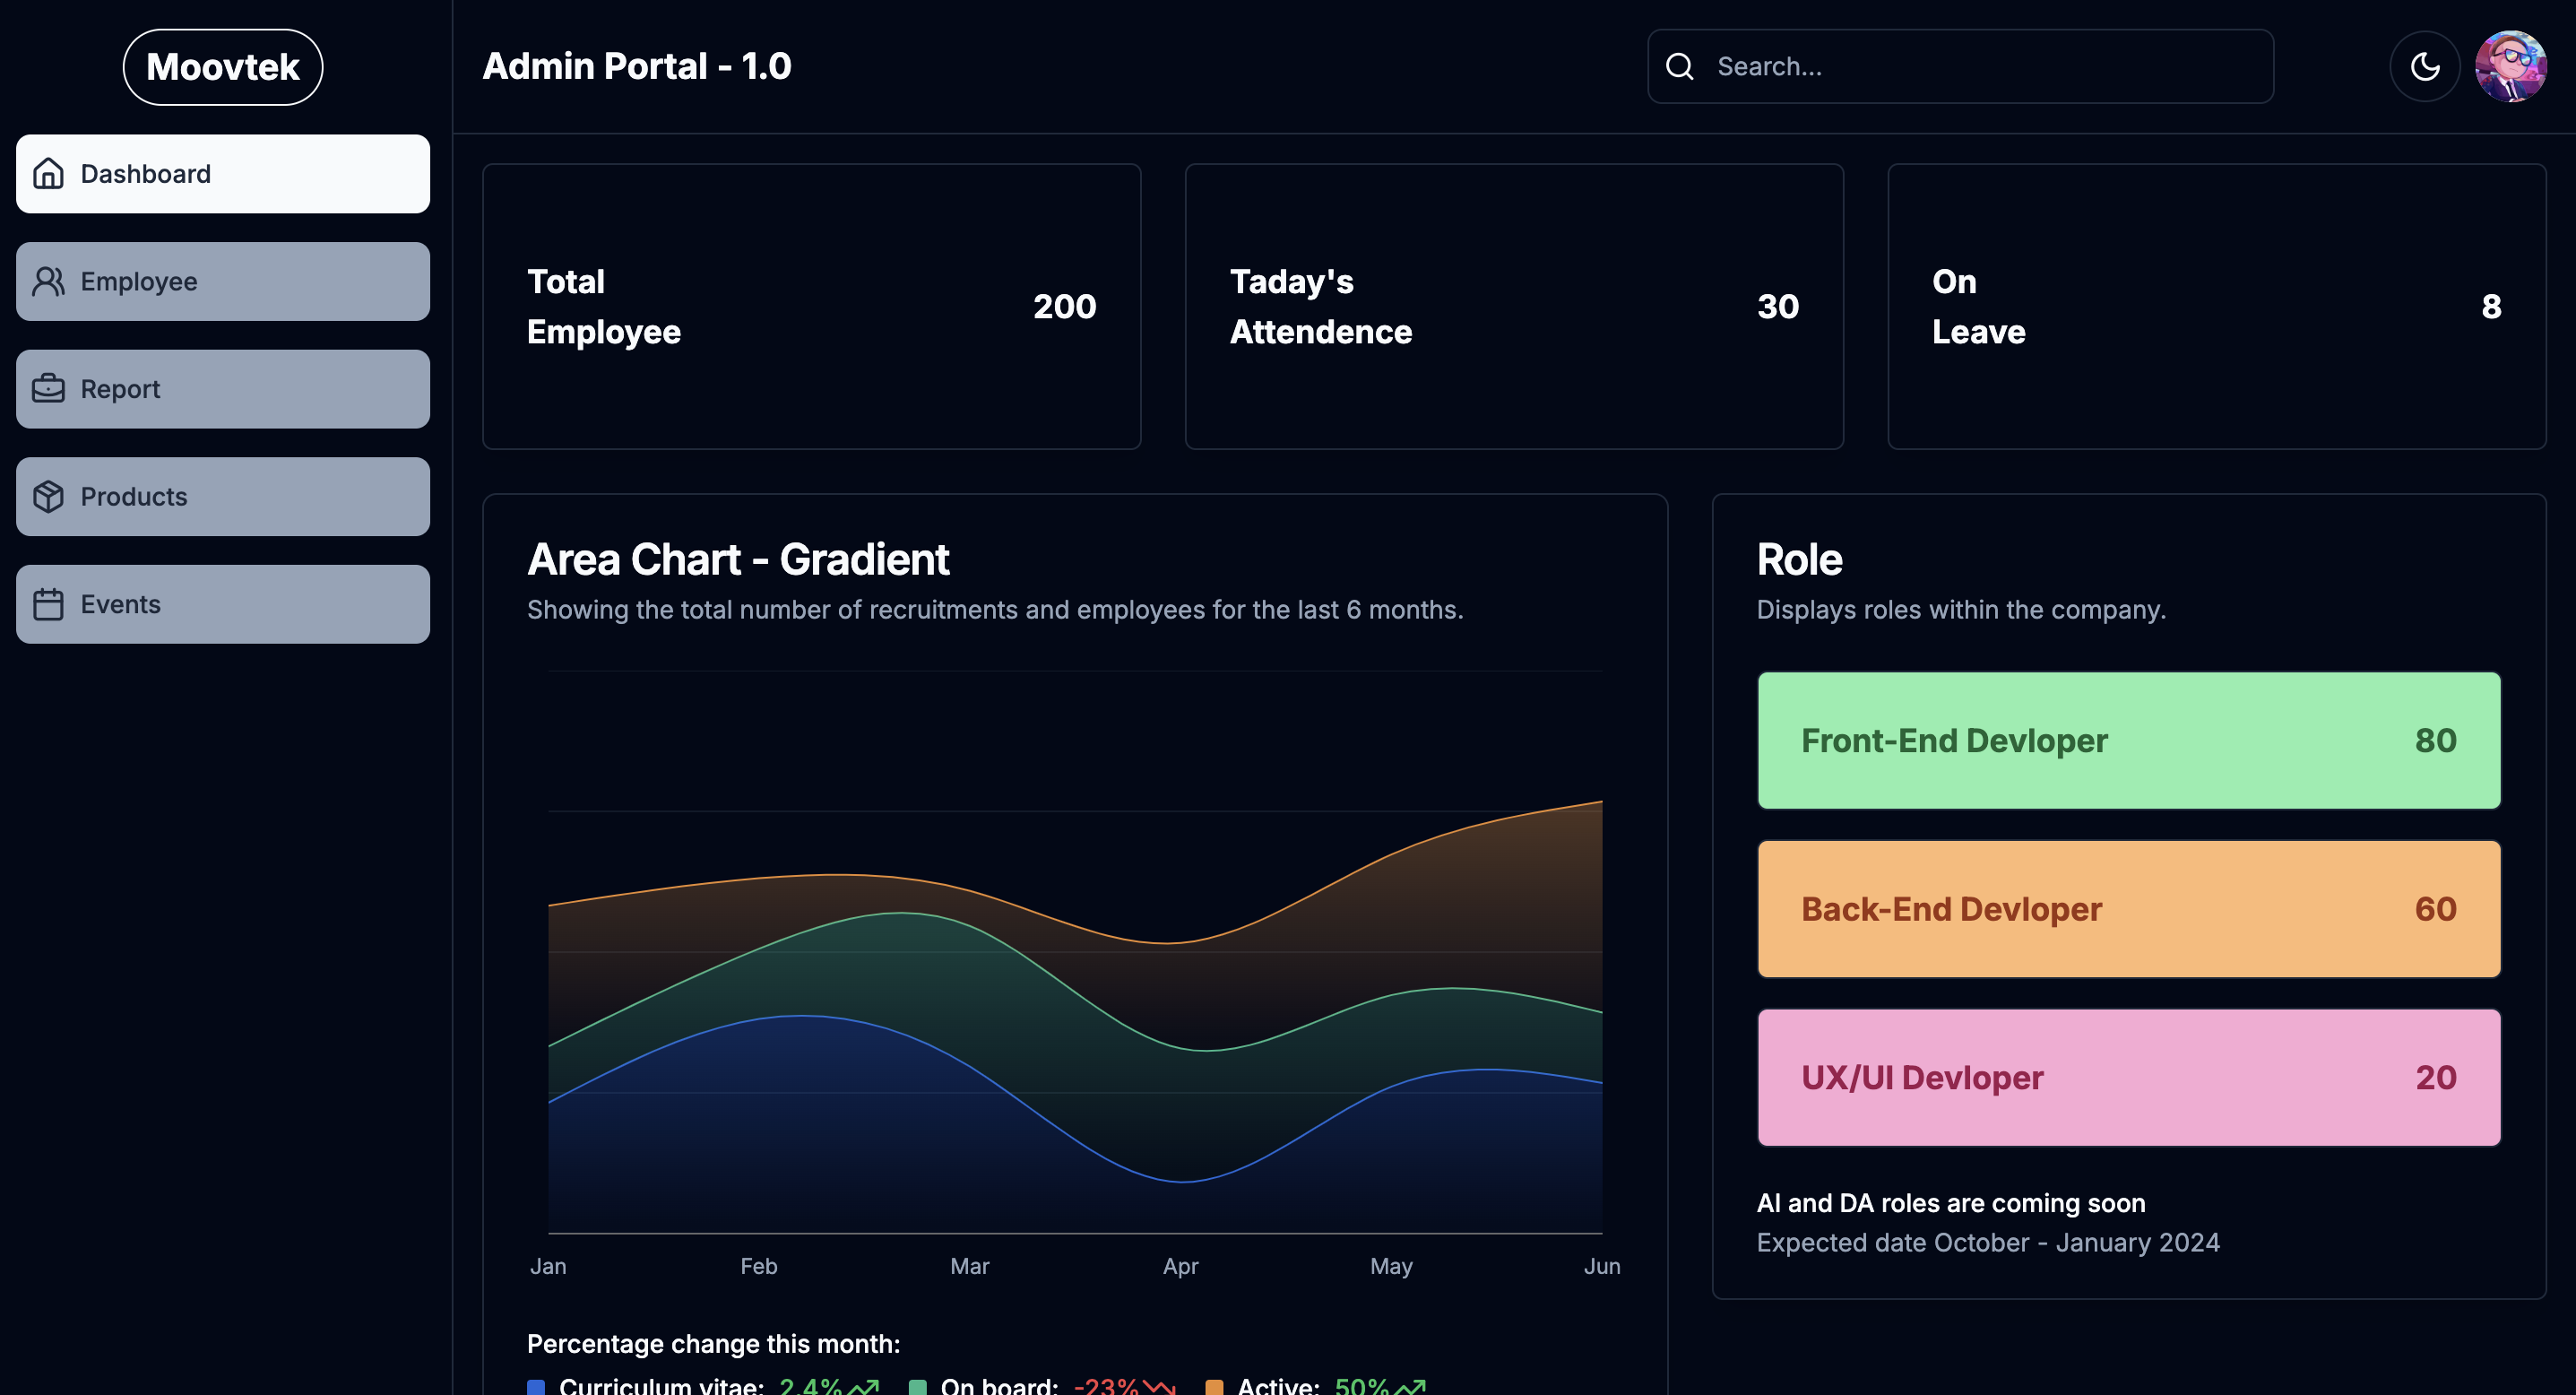 Moovtek
Admin Portal - 1.0
Search...
Dashboard
Employee
Report
Products
Events
Total
Employee
200
Taday's
Attendence
30
On
Leave
8
Area Chart - Gradient
Showing the total number of recruitments and employees for the last 6 months.
Jan Feb Mar Apr May Jun
Percentage change this month:
Curriculum vitae: 2.4% On board: -23% Active: 50%
Role
Displays roles within the company.
Front-End Devloper 80
Back-End Devloper 60
UX/UI Devloper 20
AI and DA roles are coming soon
Expected date October - January 2024